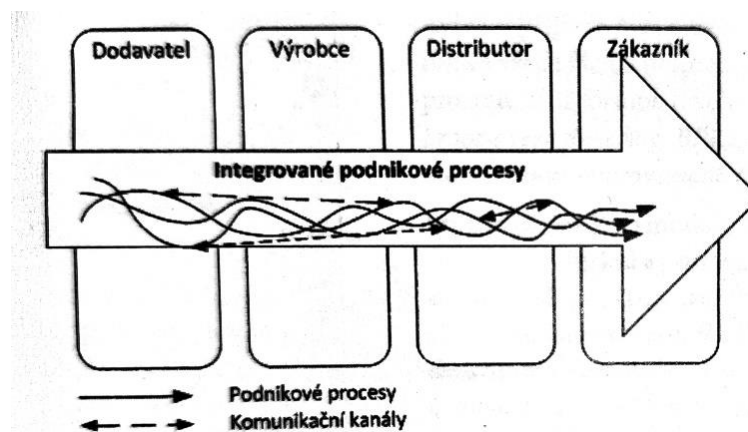 Dodavatel
Výrobce
Distributor
Zákazník
Integrované podnikové procesy
Podnikové procesy
Komunikační kanály